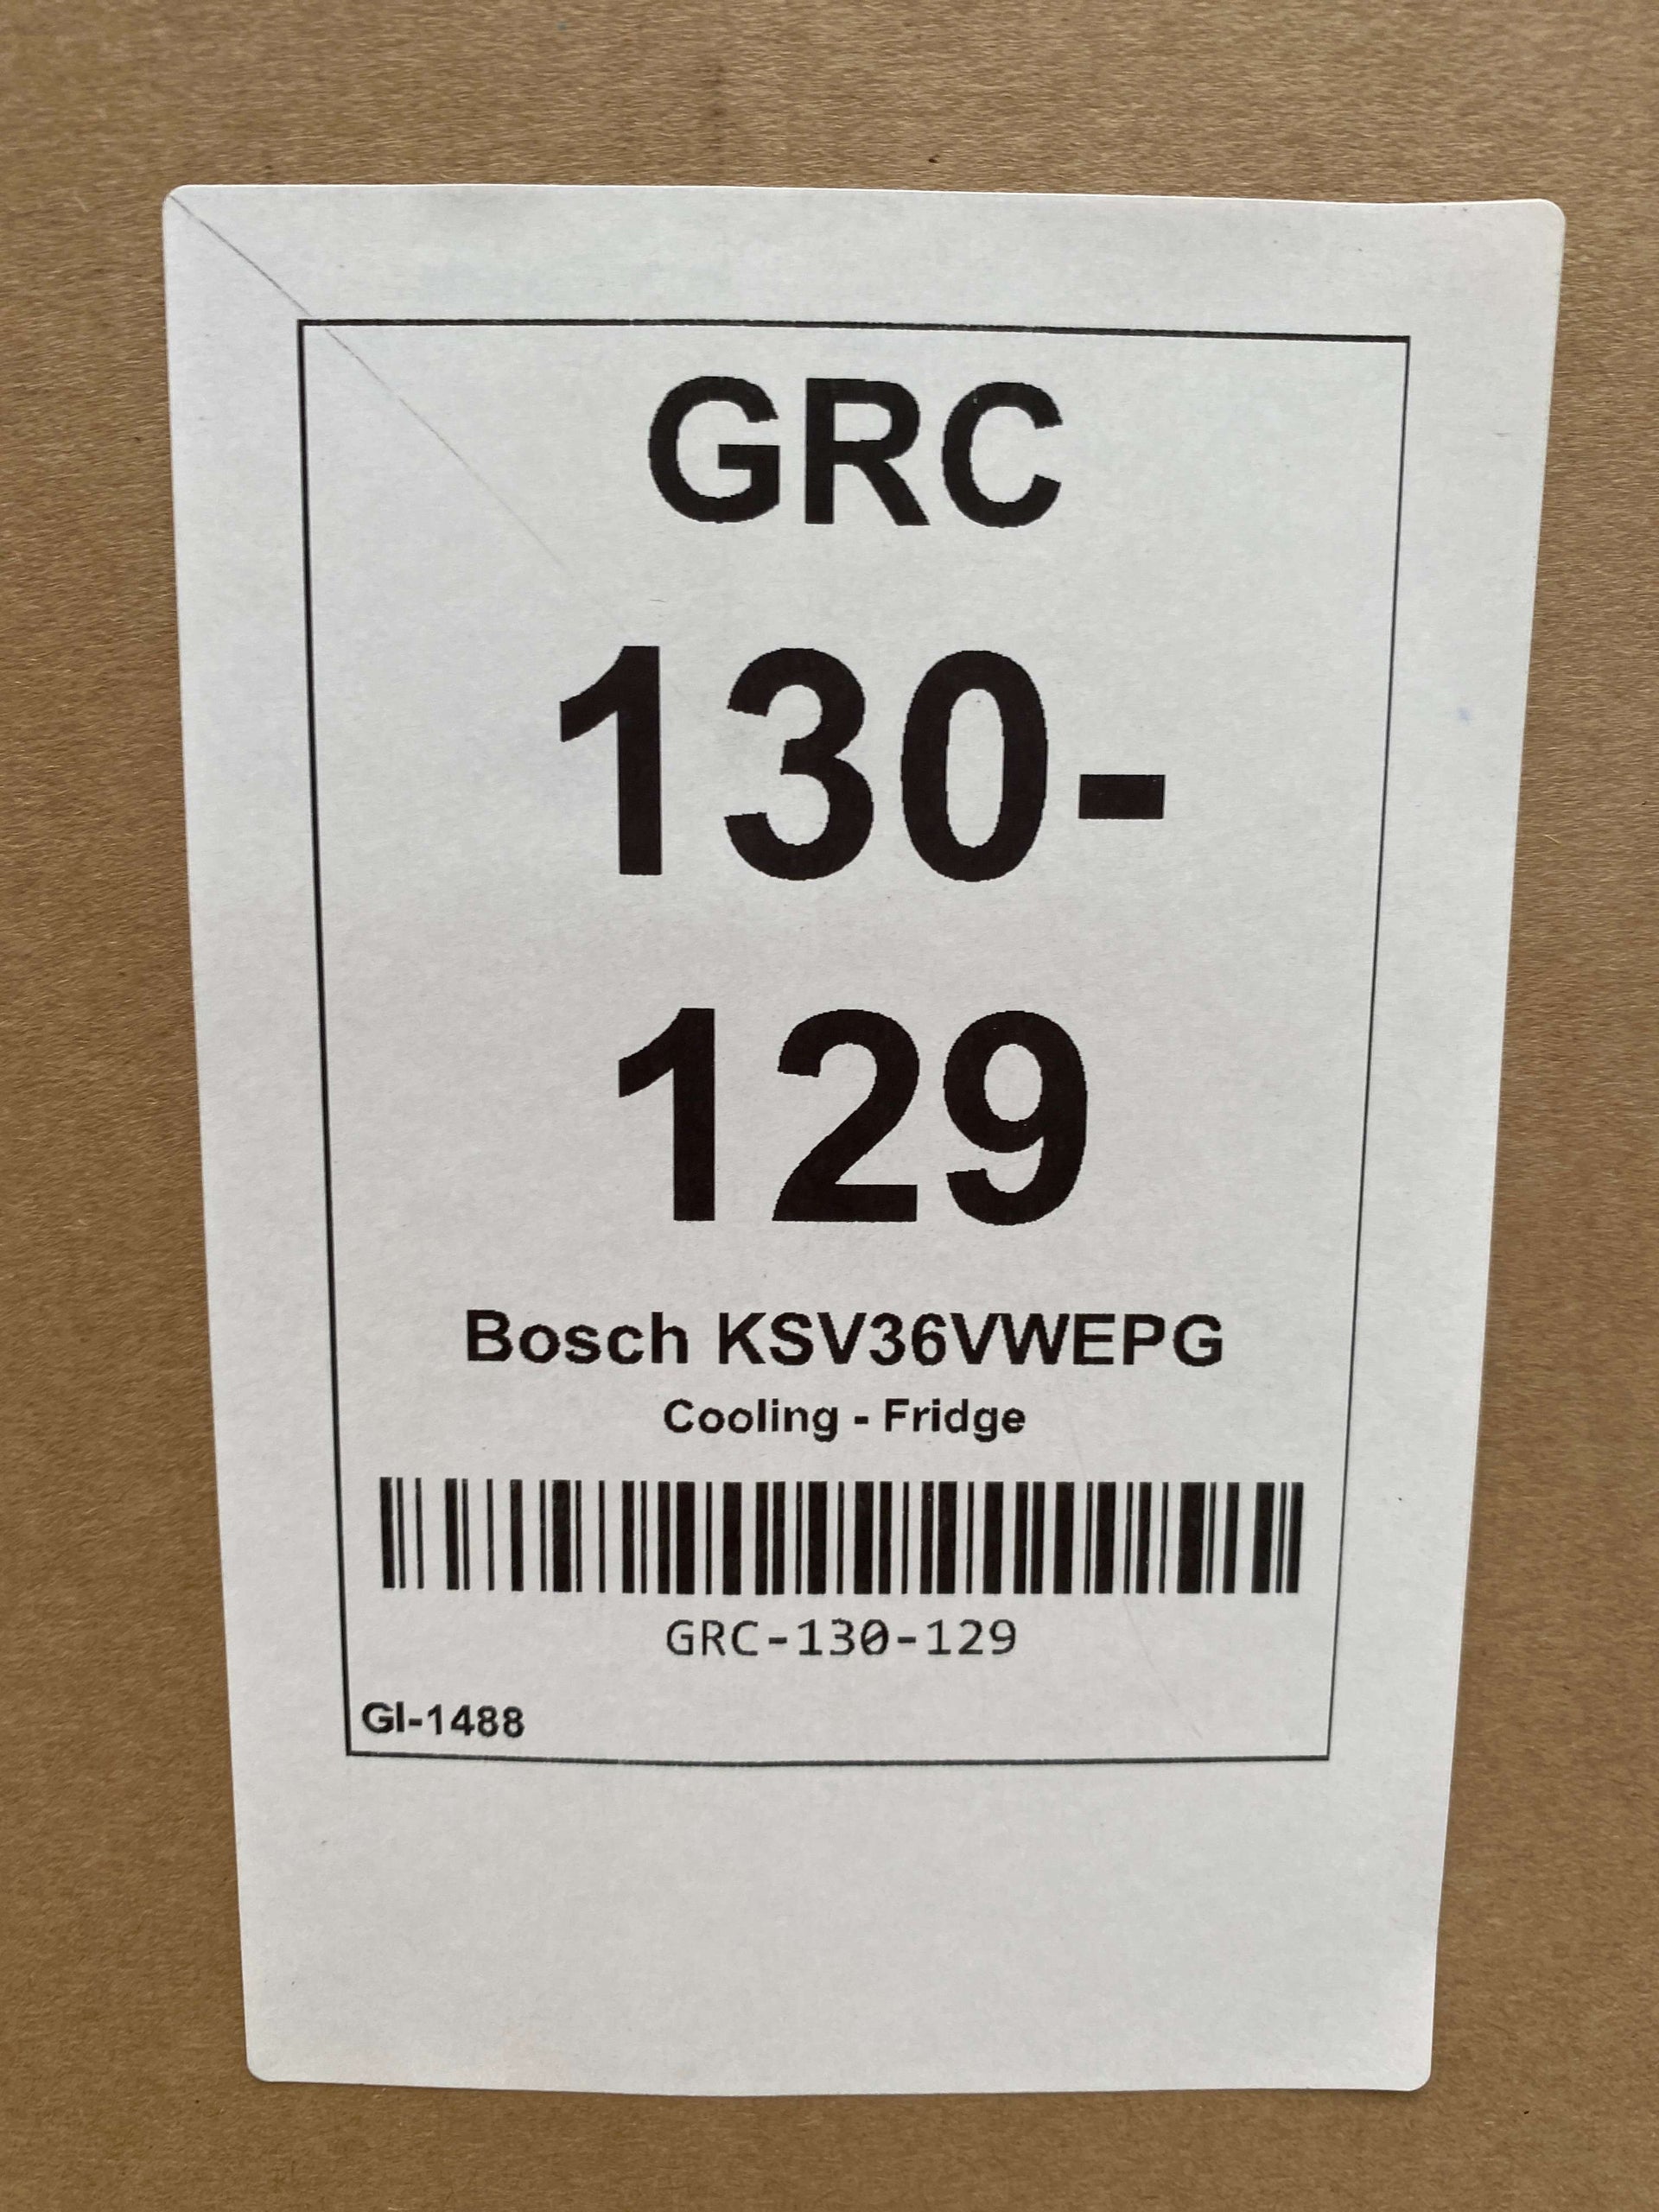 GRC
130-
129
Bosch KSV36VWEPG
Cooling - Fridge
GRC-130-129
GI-1488